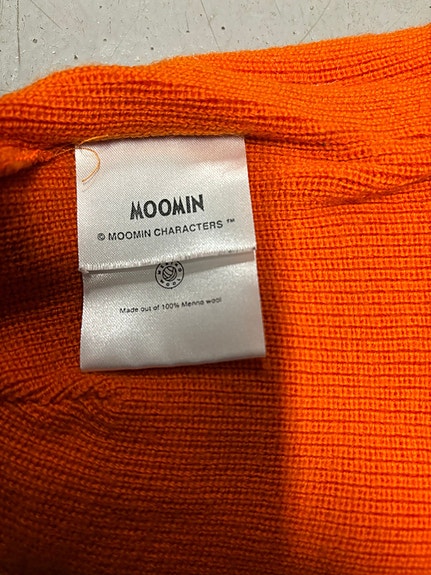 MOOMIN
© MOOMIN CHARACTERS ™
Made out of 100% Merino wool